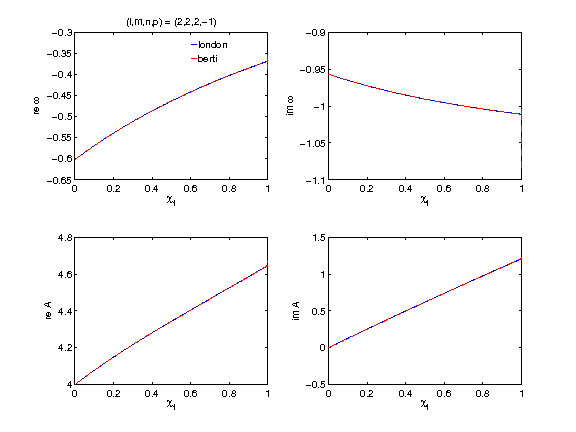 (l,m,n,p) = (2,2,2,−1)
−0.3
−0.35
−0.4
−0.45
−0.5
−0.55
−0.6
−0.65
re ω
london
berti
0 0.2 0.4 0.6 0.8 1
χf
−0.9
−0.95
−1
−1.05
−1.1
im ω
0 0.2 0.4 0.6 0.8 1
χf
4.8
4.6
4.4
4.2
4
re A
0 0.2 0.4 0.6 0.8 1
χf
1.5
1
0.5
0
−0.5
im A
0 0.2 0.4 0.6 0.8 1
χf